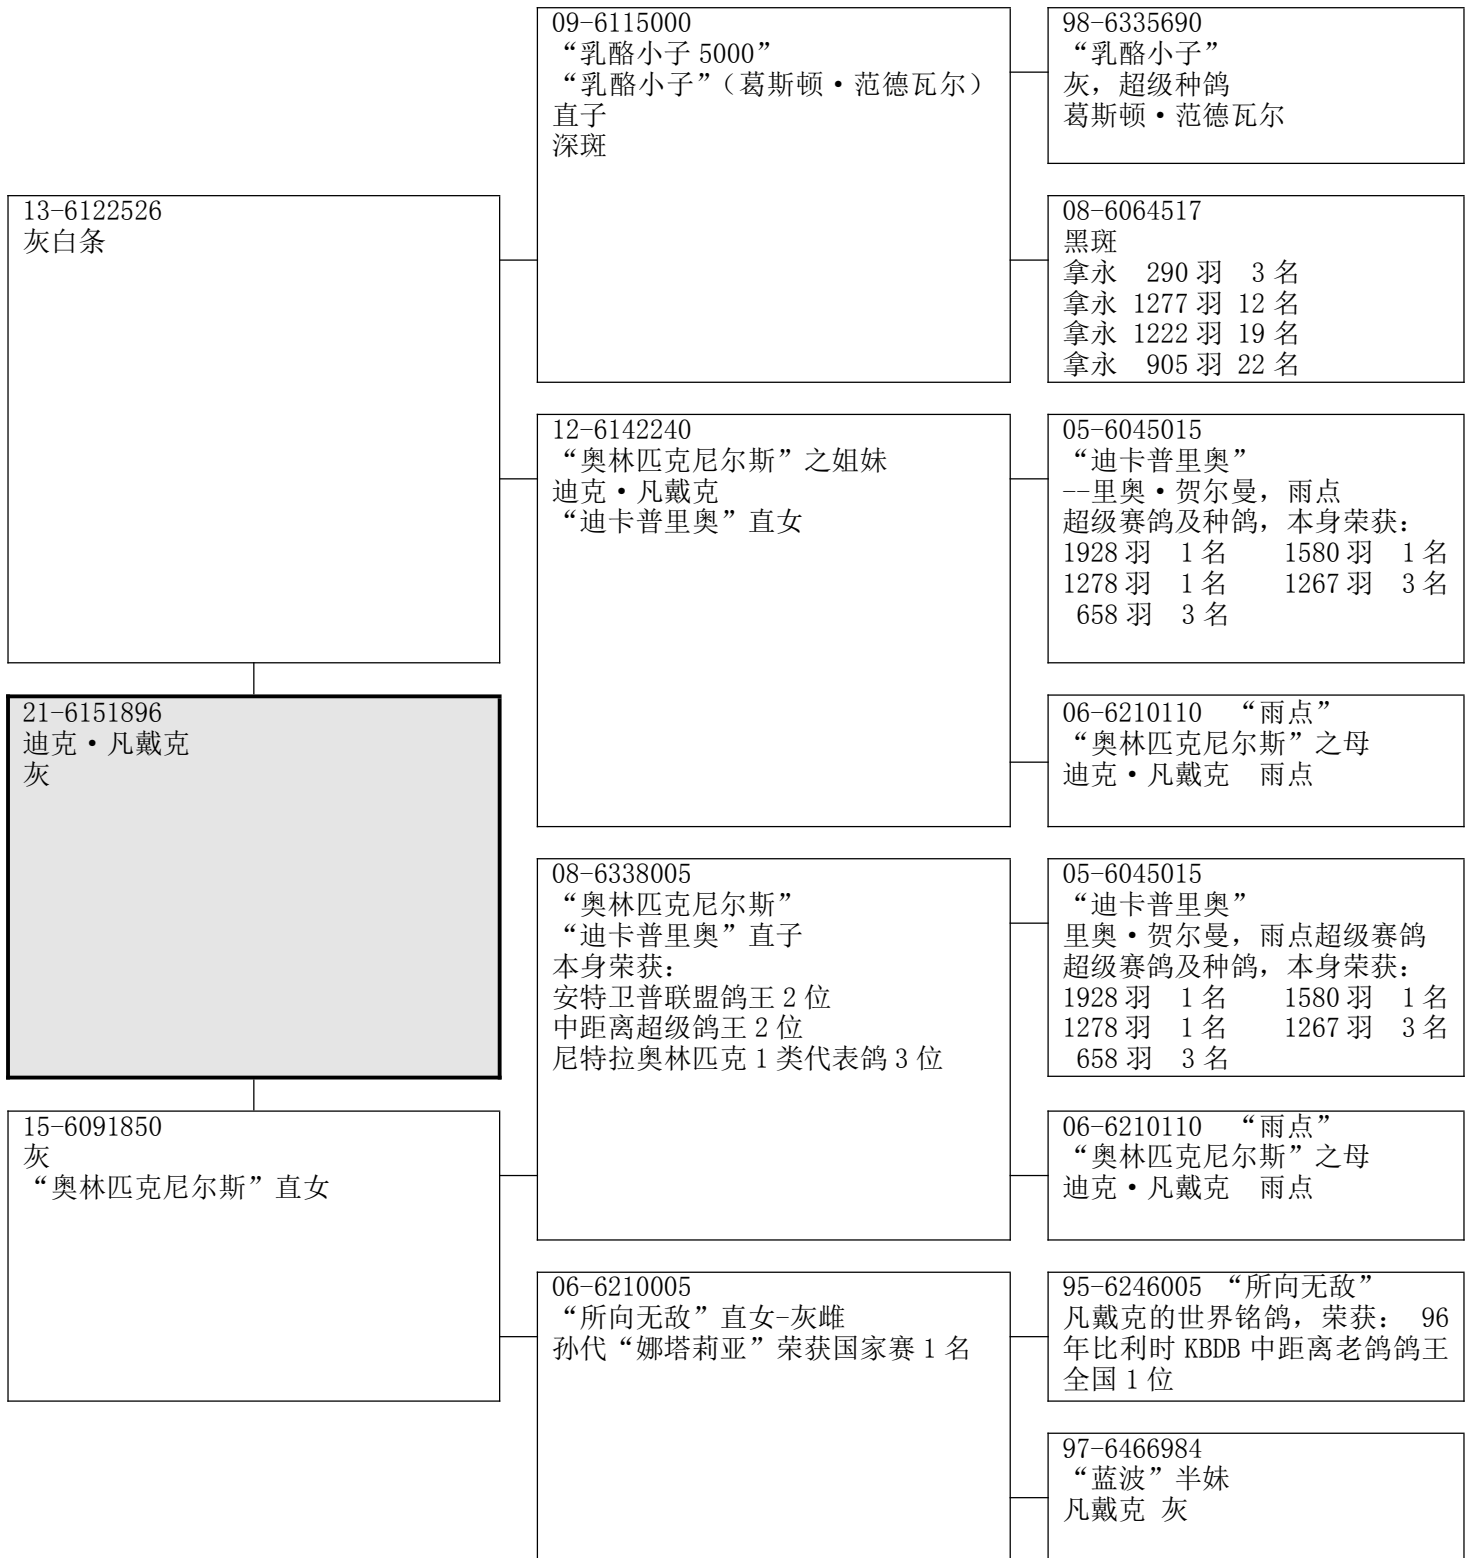 13-6122526
灰白条
21-6151896
迪克·凡戴克
灰
15-6091850
灰
“奥林匹克尼尔斯”直女
09-6115000
“乳酪小子 5000”
“乳酪小子”（葛斯顿·范德瓦尔）
直子
深斑
12-6142240
“奥林匹克尼尔斯”之姐妹
迪克·凡戴克
“迪卡普里奥”直女
08-6338005
“奥林匹克尼尔斯”
“迪卡普里奥”直子
本身荣获：
安特卫普联盟鸽王 2 位
中距离超级鸽王 2 位
尼特拉奥林匹克 1 类代表鸽 3 位
06-6210005
“所向无敌”直女-灰雌
孙代“娜塔莉亚”荣获国家赛 1 名
98-6335690
“乳酪小子”
灰，超级种鸽
葛斯顿·范德瓦尔
08-6064517
黑斑
拿永 290 羽 3 名
拿永 1277 羽 12 名
拿永 1222 羽 19 名
拿永 905 羽 22 名
05-6045015
“迪卡普里奥”
--里奥·贺尔曼，雨点
超级赛鸽及种鸽，本身荣获：
1928 羽 1 名 1580 羽 1 名
1278 羽 1 名 1267 羽 3 名
658 羽 3 名
06-6210110 “雨点”
“奥林匹克尼尔斯”之母
迪克·凡戴克 雨点
05-6045015
“迪卡普里奥”
里奥·贺尔曼，雨点超级赛鸽
超级赛鸽及种鸽，本身荣获：
1928 羽 1 名 1580 羽 1 名
1278 羽 1 名 1267 羽 3 名
658 羽 3 名
06-6210110 “雨点”
“奥林匹克尼尔斯”之母
迪克·凡戴克 雨点
95-6246005 “所向无敌”
凡戴克的世界铭鸽，荣获： 96
年比利时 KBDB 中距离老鸽鸽王
全国 1 位
97-6466984
“蓝波”半妹
凡戴克 灰